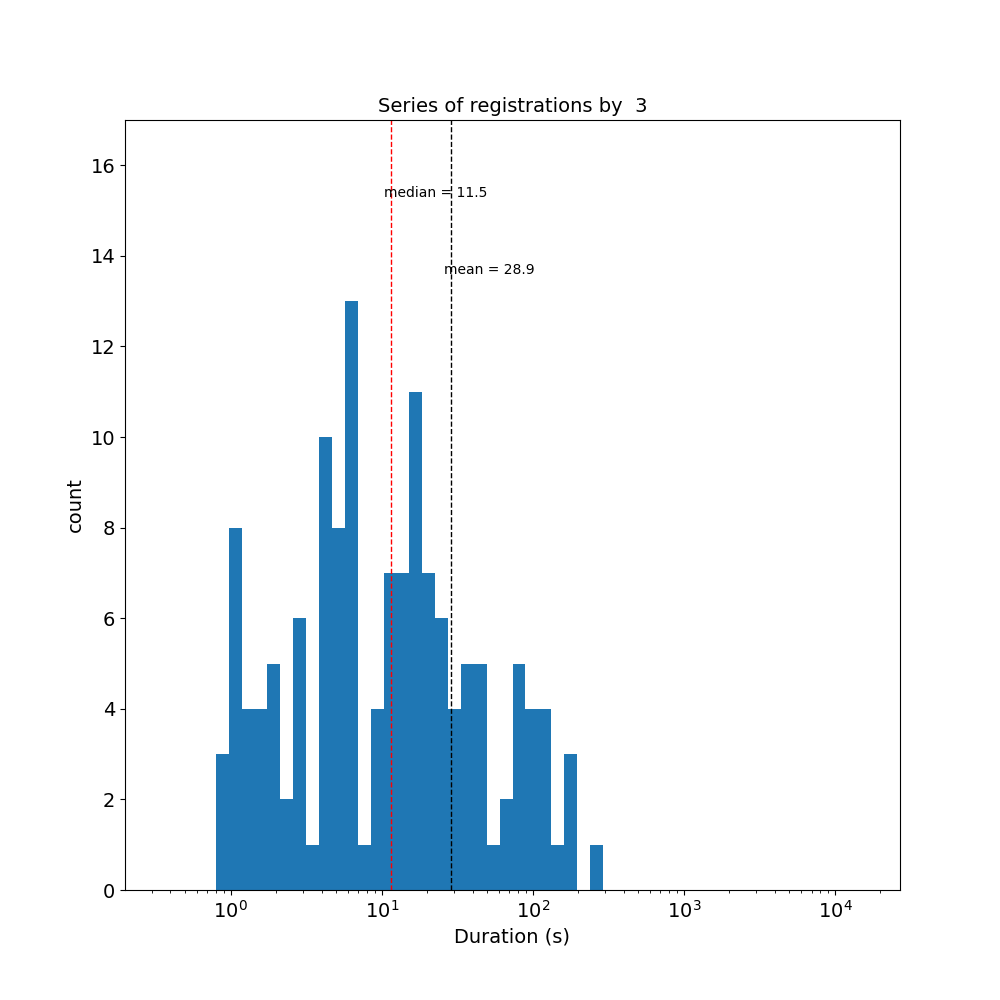 Series of registrations by  3
16
14
12
10
8
6
4
2
0
count
median = 11.5
mean = 28.9
10⁰
10¹
10²
10³
10⁴
Duration (s)